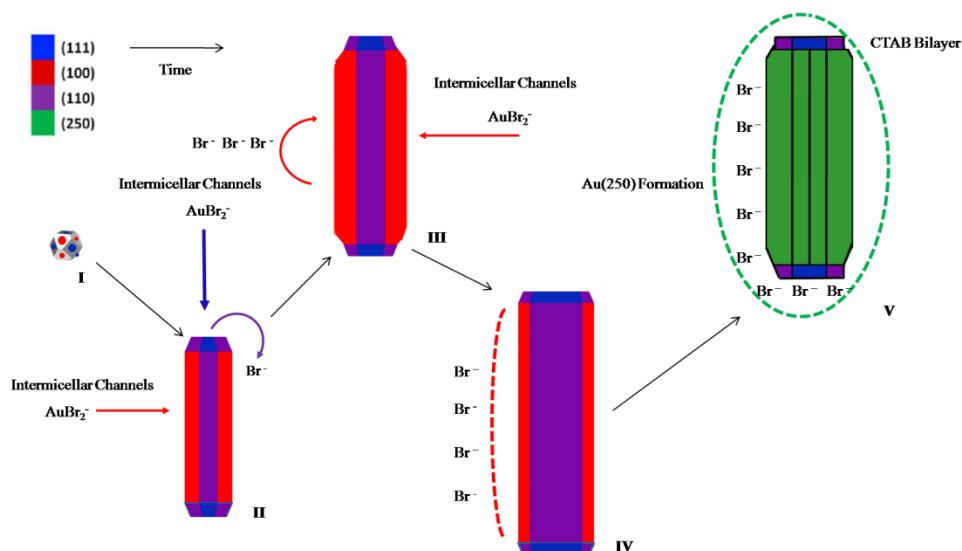 (111)
(100)
(110)
(250)
Time
Intermicellar Channels
AuBr₂⁻
Br⁻ Br⁻ Br⁻
Intermicellar Channels
AuBr₂⁻
I
III
Br⁻
II
Intermicellar Channels
AuBr₂⁻
Br⁻
Br⁻
Br⁻
Br⁻
IV
CTAB Bilayer
Br⁻
Br⁻
Br⁻
Br⁻
Br⁻
Au(250) Formation
Br⁻ Br⁻ Br⁻
V